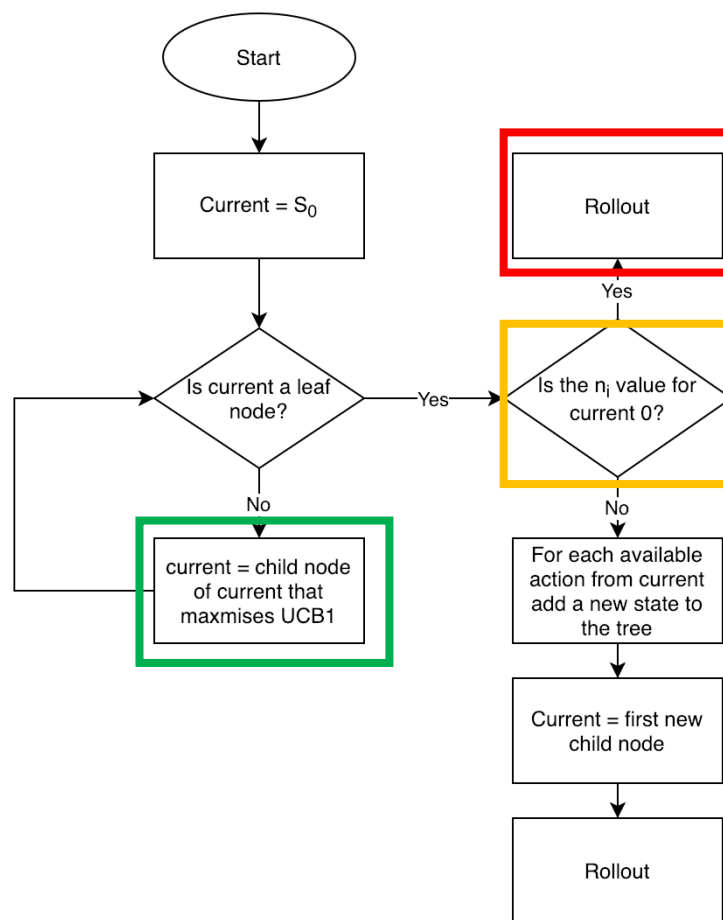 Start
Current = S₀
Rollout
Yes
Is current a leaf
node?
Yes
Is the nᵢ value for
current 0?
No
No
current = child node
of current that
maxmises UCB1
For each available
action from current
add a new state to
the tree
Current = first new
child node
Rollout